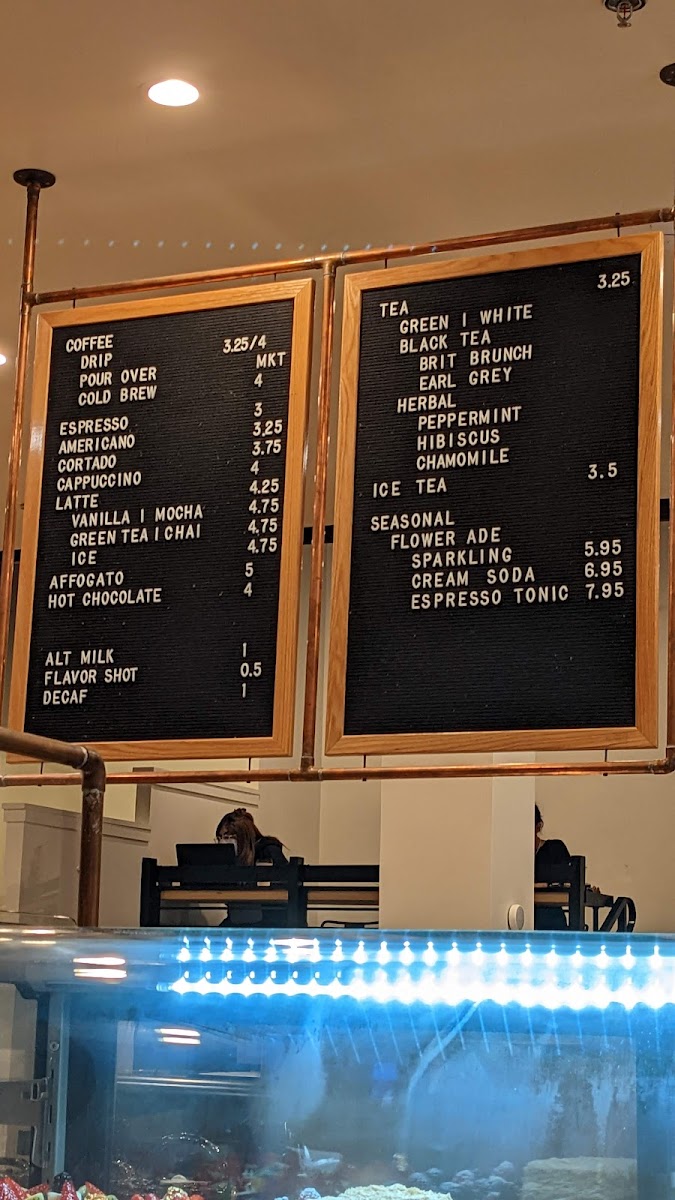 COFFEE
DRIP 3.25/4
POUR OVER MKT
COLD BREW 4
ESPRESSO 3
AMERICANO 3.25
CORTADO 3.75
CAPPUCCINO 4
LATTE 4.25
VANILLA | MOCHA 4.75
GREEN TEA | CHAI 4.75
ICE 4.75
AFFOGATO 5
HOT CHOCOLATE 4
ALT MILK 1
FLAVOR SHOT 0.5
DECAF 1
TEA 3.25
GREEN | WHITE
BLACK TEA
BRIT BRUNCH
EARL GREY
HERBAL
PEPPERMINT
HIBISCUS
CHAMOMILE
ICE TEA 3.5
SEASONAL
FLOWER ADE
SPARKLING 5.95
CREAM SODA 6.95
ESPRESSO TONIC 7.95